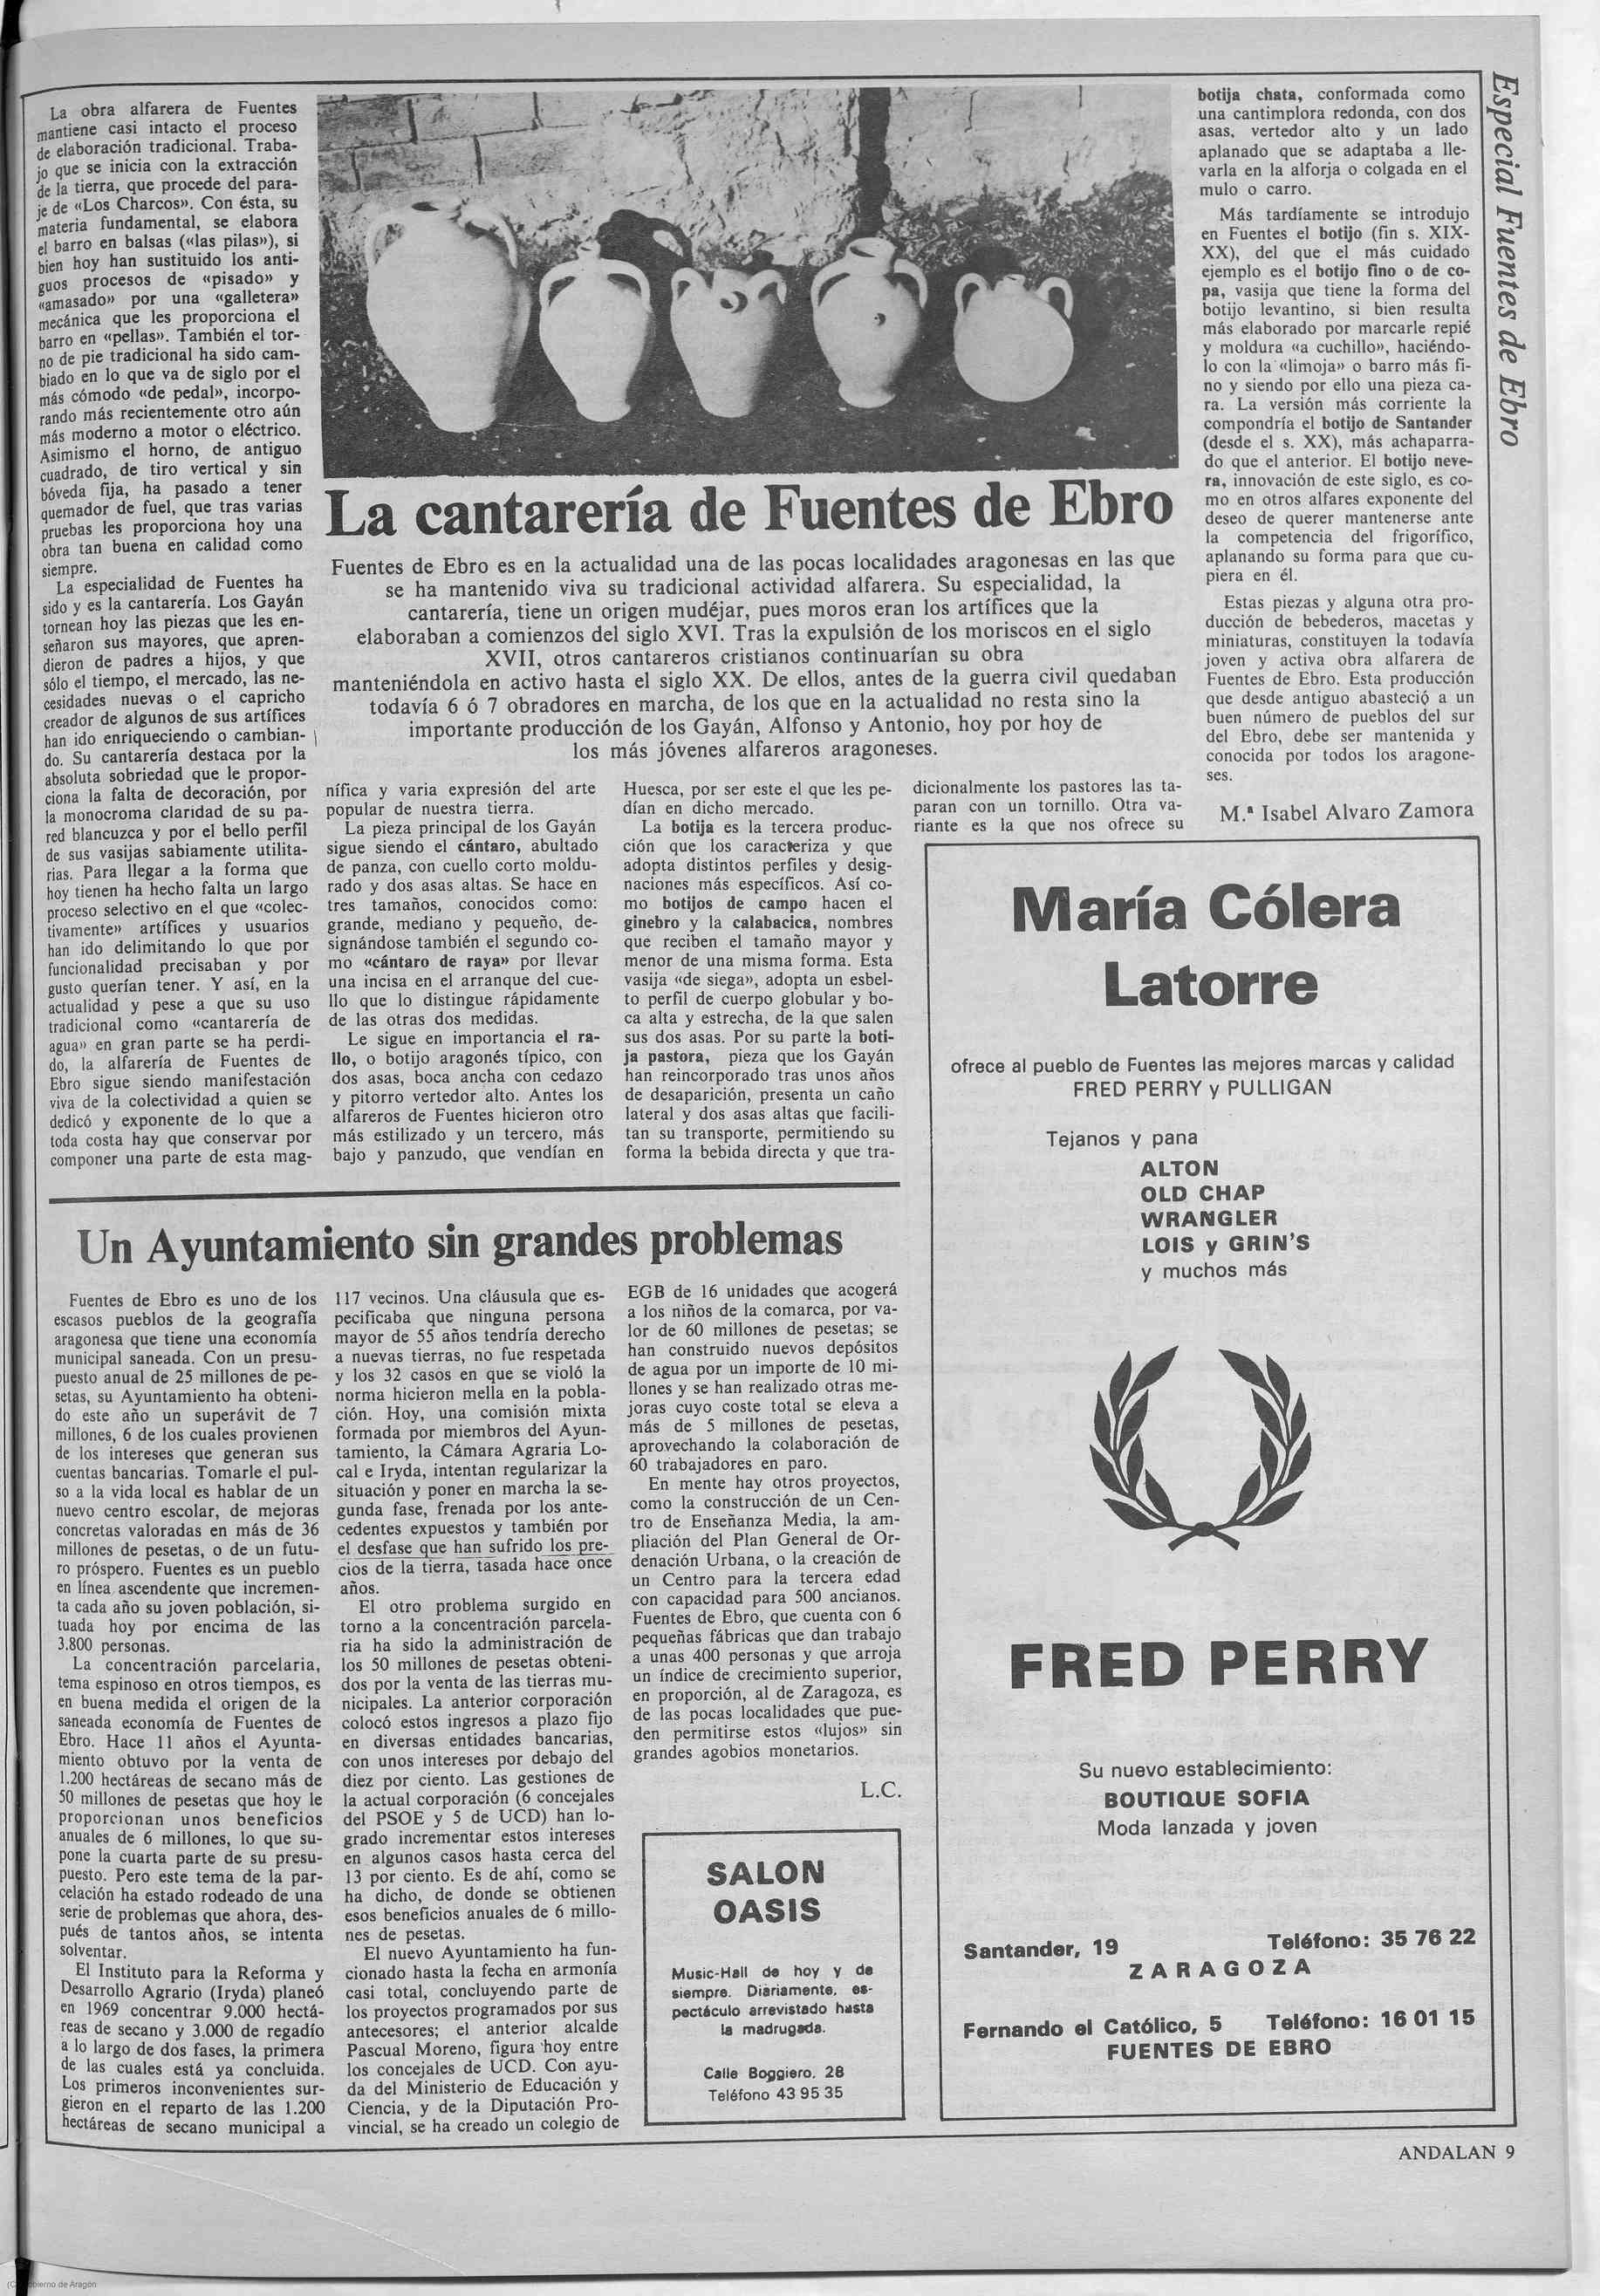 Especial Fuentes de Ebro
La cantarería de Fuentes de Ebro
Fuentes de Ebro es en la actualidad una de las pocas localidades aragonesas en las que
se ha mantenido viva su tradicional actividad alfarera. Su especialidad, la
cantarería, tiene un origen mudéjar, pues moros eran los artífices que la
elaboraban a comienzos del siglo XVI. Tras la expulsión de los moriscos en el siglo
XVII, otros cantareros cristianos continuarían su obra
manteniéndola en activo hasta el siglo XX. De ellos, antes de la guerra civil quedaban
todavía 6 ó 7 obradores en marcha, de los que en la actualidad no resta sino la
importante producción de los Gayán, Alfonso y Antonio, hoy por hoy de
los más jóvenes alfareros aragoneses.
La obra alfarera de Fuentes
mantiene casi intacto el proceso
de elaboración tradicional. Traba-
jo que se inicia con la extracción
de la tierra, que procede del para-
je de «Los Charcos». Con ésta, su
materia fundamental, se elabora
el barro en balsas («las pilas»), si
bien hoy han sustituido los anti-
guos procesos de «pisado» y
«amasado» por una «galletera»
mecánica que les proporciona el
barro en «pellas». También el tor-
no de pie tradicional ha sido cam-
biado en lo que va de siglo por el
más cómodo «de pedal», incorpo-
rando más recientemente otro aún
más moderno a motor o eléctrico.
Asimismo el horno, de antiguo
cuadrado, de tiro vertical y sin
bóveda fija, ha pasado a tener
quemador de fuel, que tras varias
pruebas les proporciona hoy una
obra tan buena en calidad como
siempre.
La especialidad de Fuentes ha
sido y es la cantarería. Los Gayán
tornean hoy las piezas que les en-
señaron sus mayores, que apren-
dieron de padres a hijos, y que
sólo el tiempo, el mercado, las ne-
cesidades nuevas o el capricho
creador de algunos de sus artífices
han ido enriqueciendo o cambian-
do. Su cantarería destaca por la
absoluta sobriedad que le propor-
ciona la falta de decoración, por
la monocroma claridad de su pa-
red blancuzca y por el bello perfil
de sus vasijas sabiamente utilita-
rias. Para llegar a la forma que
hoy tienen ha hecho falta un largo
proceso selectivo en el que «colec-
tivamente» artífices y usuarios
han ido delimitando lo que por
funcionalidad precisaban y por
gusto querían tener. Y así, en la
actualidad y pese a que su uso
tradicional como «cantarería de
agua» en gran parte se ha perdi-
do, la alfarería de Fuentes de
Ebro sigue siendo manifestación
viva de la colectividad a quien se
dedicó y exponente de lo que a
toda costa hay que conservar por
componer una parte de esta mag-
nífica y varia expresión del arte
popular de nuestra tierra.
La pieza principal de los Gayán
sigue siendo el cántaro, abultado
de panza, con cuello corto moldu-
rado y dos asas altas. Se hace en
tres tamaños, conocidos como:
grande, mediano y pequeño, de-
signándose también el segundo co-
mo «cántaro de raya» por llevar
una incisa en el arranque del cue-
llo que lo distingue rápidamente
de las otras dos medidas.
Le sigue en importancia el ra-
llo, o botijo aragonés típico, con
dos asas, boca ancha con cedazo
y pitorro vertedor alto. Antes los
alfareros de Fuentes hicieron otro
más estilizado y un tercero, más
bajo y panzudo, que vendían en
Huesca, por ser este el que les pe-
dían en dicho mercado.
La botija es la tercera produc-
ción que los caracteriza y que
adopta distintos perfiles y desig-
naciones más específicos. Así co-
mo botijos de campo hacen el
ginebro y la calabacica, nombres
que reciben el tamaño mayor y
menor de una misma forma. Esta
vasija «de siega», adopta un esbel-
to perfil de cuerpo globular y bo-
ca alta y estrecha, de la que salen
sus dos asas. Por su parte la boti-
ja pastora, pieza que los Gayán
han reincorporado tras unos años
de desaparición, presenta un caño
lateral y dos asas altas que facili-
tan su transporte, permitiendo su
forma la bebida directa y que tra-
dicionalmente los pastores las ta-
paran con un tornillo. Otra va-
riante es la que nos ofrece su
botija chata, conformada como
una cantimplora redonda, con dos
asas, vertedor alto y un lado
aplanado que se adaptaba a lle-
varla en la alforja o colgada en el
mulo o carro.
Más tardíamente se introdujo
en Fuentes el botijo (fin s. XIX-
XX), del que el más cuidado
ejemplo es el botijo fino o de co-
pa, vasija que tiene la forma del
botijo levantino, si bien resulta
más elaborado por marcarle repié
y moldura «a cuchillo», haciéndo-
lo con la «limoja» o barro más fi-
no y siendo por ello una pieza ca-
ra. La versión más corriente la
compondría el botijo de Santander
(desde el s. XX), más achaparra-
do que el anterior. El botijo neve-
ra, innovación de este siglo, es co-
mo en otros alfares exponente del
deseo de querer mantenerse ante
la competencia del frigorífico,
aplanando su forma para que cu-
piera en él.
Estas piezas y alguna otra pro-
ducción de bebederos, macetas y
miniaturas, constituyen la todavía
joven y activa obra alfarera de
Fuentes de Ebro. Esta producción
que desde antiguo abasteció a un
buen número de pueblos del sur
del Ebro, debe ser mantenida y
conocida por todos los aragone-
ses.
M.ª Isabel Alvaro Zamora
Un Ayuntamiento sin grandes problemas
Fuentes de Ebro es uno de los
escasos pueblos de la geografía
aragonesa que tiene una economía
municipal saneada. Con un presu-
puesto anual de 25 millones de pe-
setas, su Ayuntamiento ha obteni-
do este año un superávit de 7
millones, 6 de los cuales provienen
de los intereses que generan sus
cuentas bancarias. Tomarle el pul-
so a la vida local es hablar de un
nuevo centro escolar, de mejoras
concretas valoradas en más de 36
millones de pesetas, o de un futu-
ro próspero. Fuentes es un pueblo
en línea ascendente que incremen-
ta cada año su joven población, si-
tuada hoy por encima de las
3.800 personas.
La concentración parcelaria,
tema espinoso en otros tiempos, es
en buena medida el origen de la
saneada economía de Fuentes de
Ebro. Hace 11 años el Ayunta-
miento obtuvo por la venta de
1.200 hectáreas de secano más de
50 millones de pesetas que hoy le
proporcionan unos beneficios
anuales de 6 millones, lo que su-
pone la cuarta parte de su presu-
puesto. Pero este tema de la par-
celación ha estado rodeado de una
serie de problemas que ahora, des-
pués de tantos años, se intenta
solventar.
El Instituto para la Reforma y
Desarrollo Agrario (Iryda) planeó
en 1969 concentrar 9.000 hectá-
reas de secano y 3.000 de regadío
a lo largo de dos fases, la primera
de las cuales está ya concluida.
Los primeros inconvenientes sur-
gieron en el reparto de las 1.200
hectáreas de secano municipal a
117 vecinos. Una cláusula que es-
pecificaba que ninguna persona
mayor de 55 años tendría derecho
a nuevas tierras, no fue respetada
y los 32 casos en que se violó la
norma hicieron mella en la pobla-
ción. Hoy, una comisión mixta
formada por miembros del Ayun-
tamiento, la Cámara Agraria Lo-
cal e Iryda, intentan regularizar la
situación y poner en marcha la se-
gunda fase, frenada por los ante-
cedentes expuestos y también por
el desfase que han sufrido los pre-
cios de la tierra, tasada hace once
años.
El otro problema surgido en
torno a la concentración parcela-
ria ha sido la administración de
los 50 millones de pesetas obteni-
dos por la venta de las tierras mu-
nicipales. La anterior corporación
colocó estos ingresos a plazo fijo
en diversas entidades bancarias,
con unos intereses por debajo del
diez por ciento. Las gestiones de
la actual corporación (6 concejales
del PSOE y 5 de UCD) han lo-
grado incrementar estos intereses
en algunos casos hasta cerca del
13 por ciento. Es de ahí, como se
ha dicho, de donde se obtienen
esos beneficios anuales de 6 millo-
nes de pesetas.
El nuevo Ayuntamiento ha fun-
cionado hasta la fecha en armonía
casi total, concluyendo parte de
los proyectos programados por sus
antecesores; el anterior alcalde
Pascual Moreno, figura hoy entre
los concejales de UCD. Con ayu-
da del Ministerio de Educación y
Ciencia, y de la Diputación Pro-
vincial, se ha creado un colegio de
EGB de 16 unidades que acogerá
a los niños de la comarca, por va-
lor de 60 millones de pesetas; se
han construido nuevos depósitos
de agua por un importe de 10 mi-
llones y se han realizado otras me-
joras cuyo coste total se eleva a
más de 5 millones de pesetas,
aprovechando la colaboración de
60 trabajadores en paro.
En mente hay otros proyectos,
como la construcción de un Cen-
tro de Enseñanza Media, la am-
pliación del Plan General de Or-
denación Urbana, o la creación de
un Centro para la tercera edad
con capacidad para 500 ancianos.
Fuentes de Ebro, que cuenta con 6
pequeñas fábricas que dan trabajo
a unas 400 personas y que arroja
un índice de crecimiento superior,
en proporción, al de Zaragoza, es
de las pocas localidades que pue-
den permitirse estos «lujos» sin
grandes agobios monetarios.
L.C.
SALON
OASIS
Music-Hall de hoy y de
siempre. Diariamente, es-
pectáculo arrevistado hasta
la madrugada.
Calle Boggiero, 28
Teléfono 43 95 35
María Cólera
Latorre
ofrece al pueblo de Fuentes las mejores marcas y calidad
FRED PERRY y PULLIGAN
Tejanos y pana
ALTON
OLD CHAP
WRANGLER
LOIS y GRIN'S
y muchos más
FRED PERRY
Su nuevo establecimiento:
BOUTIQUE SOFIA
Moda lanzada y joven
Santander, 19 Teléfono: 35 76 22
ZARAGOZA
Fernando el Católico, 5 Teléfono: 16 01 15
FUENTES DE EBRO
ANDALAN 9
de Aragón